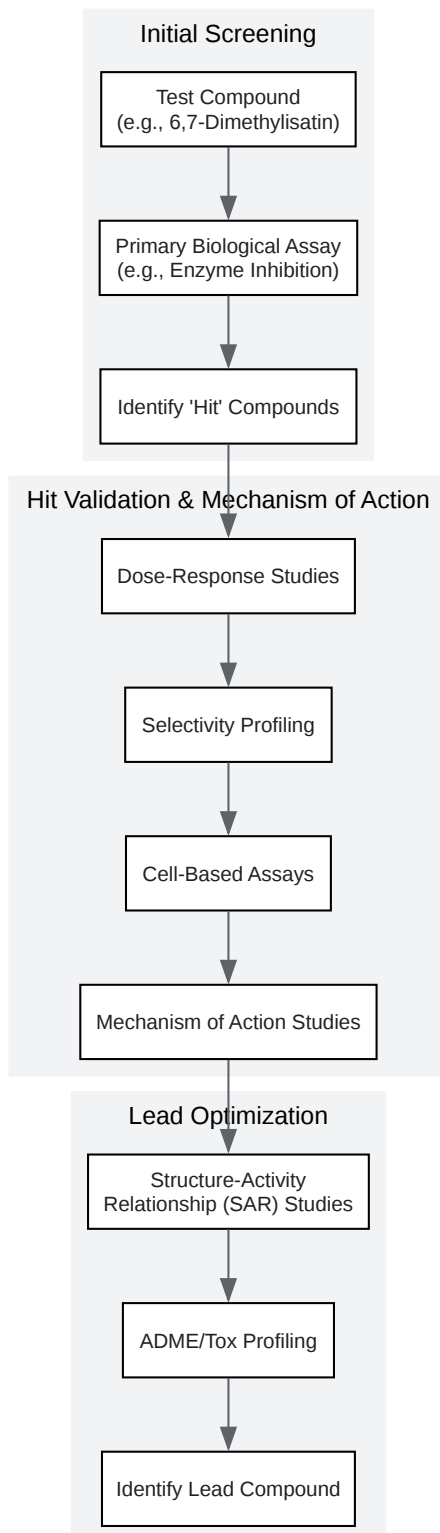 Initial Screening
Test Compound
(e.g., 6,7-Dimethylisatin)
Primary Biological Assay
(e.g., Enzyme Inhibition)
Identify 'Hit' Compounds
Hit Validation & Mechanism of Action
Dose-Response Studies
Selectivity Profiling
Cell-Based Assays
Mechanism of Action Studies
Lead Optimization
Structure-Activity
Relationship (SAR) Studies
ADME/Tox Profiling
Identify Lead Compound